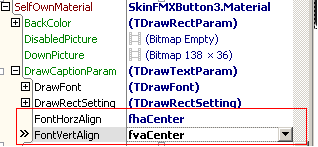 SelfOwnMaterial SkinFMXButton3.Material
BackColor (TDrawRectParam)
DisabledPicture (Bitmap Empty)
DownPicture (Bitmap 138 × 36)
DrawCaptionParam (TDrawTextParam)
DrawFont (TDrawFont)
DrawRectSetting (TDrawRectSetting)
FontHorzAlign fhaCenter
FontVertAlign fvaCenter